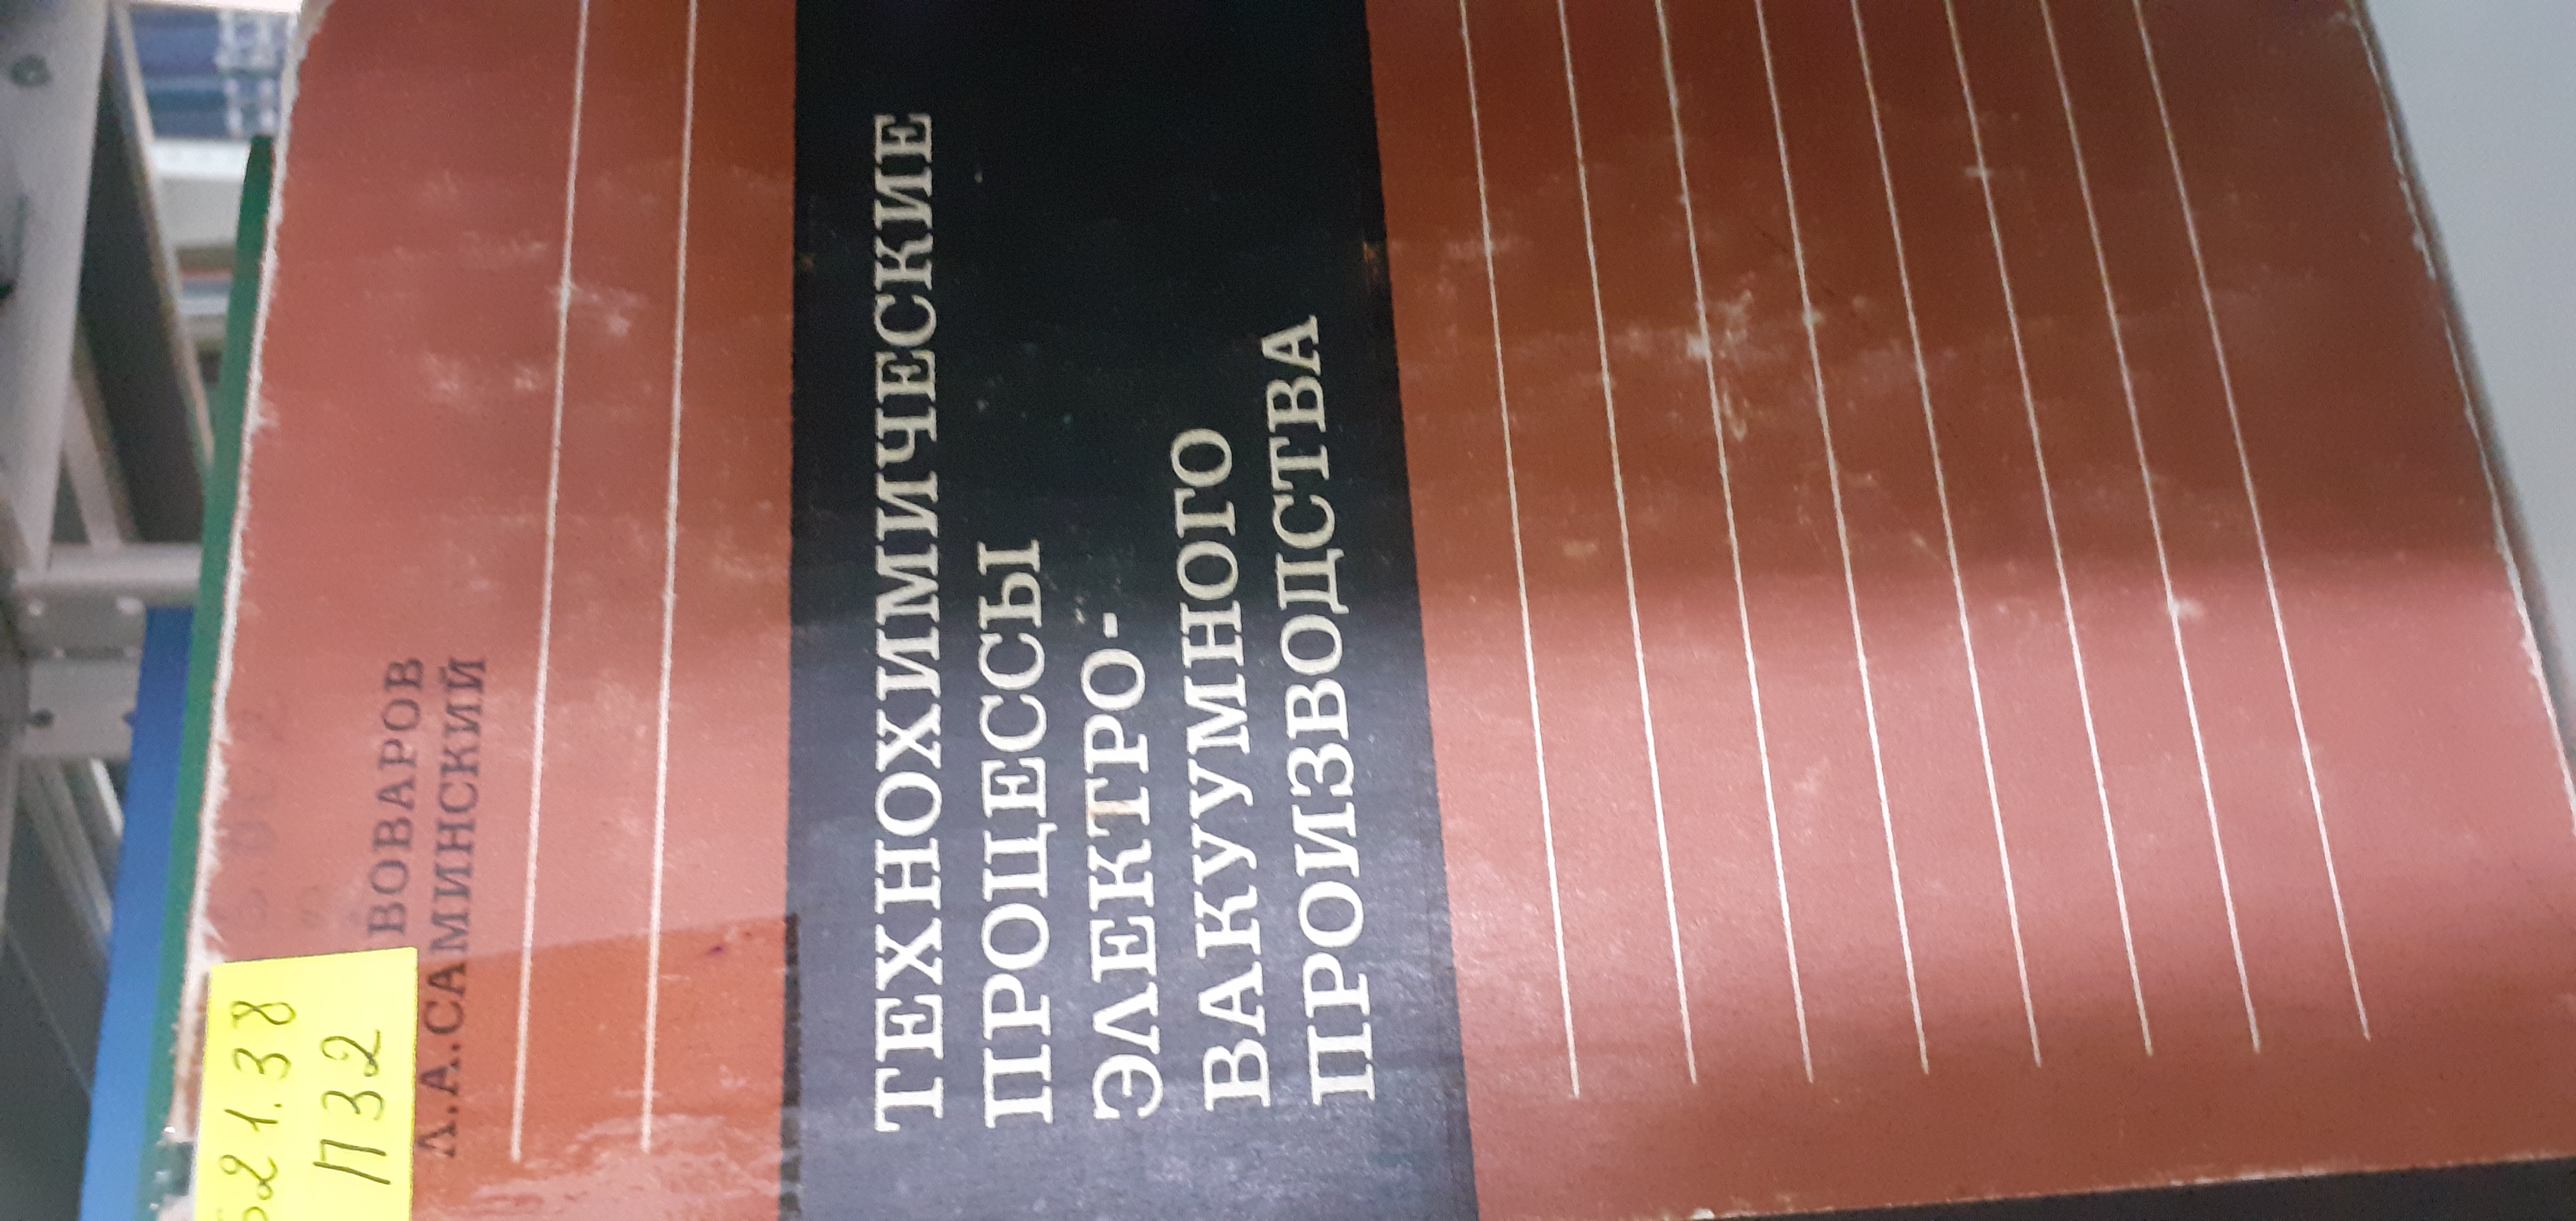 ВОВАРОВ
Л.А.САМИНСКИЙ
ТЕХНОХИМИЧЕСКИЕ
ПРОЦЕССЫ
ЭЛЕКТРО-
ВАКУУМНОГО
ПРОИЗВОДСТВА
621.38
П32